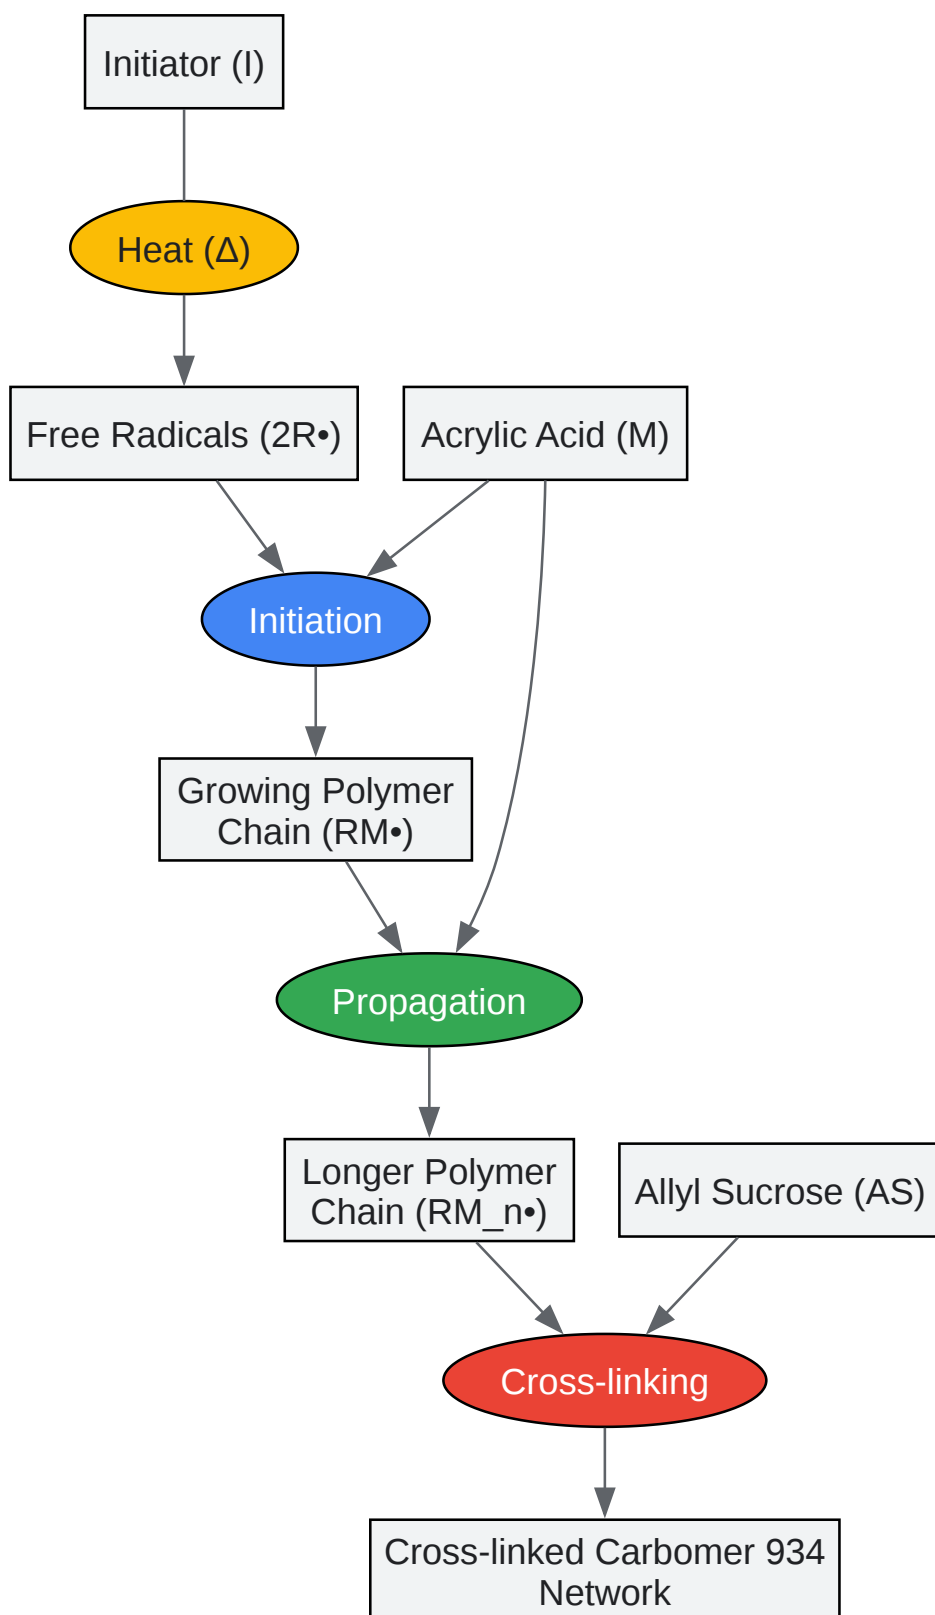 Initiator (I)
Heat (Δ)
Free Radicals (2R•)
Acrylic Acid (M)
Initiation
Growing Polymer
Chain (RM•)
Propagation
Longer Polymer
Chain (RM_n•)
Allyl Sucrose (AS)
Cross-linking
Cross-linked Carbomer 934
Network